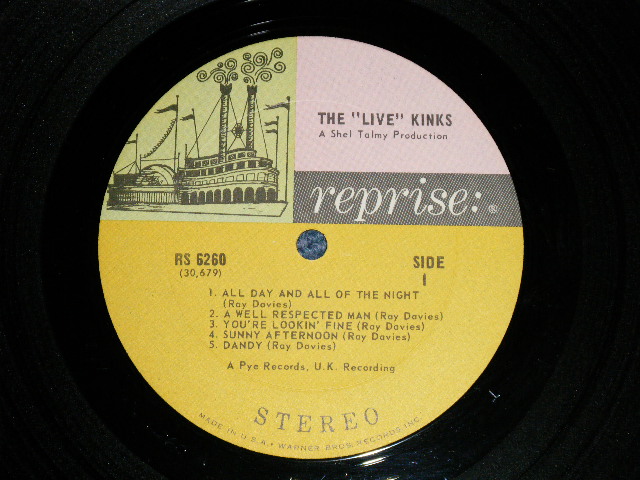 THE "LIVE" KINKS
A Shel Talmy Production
reprise: ®
RS 6260
(30,679)
SIDE
1
1. ALL DAY AND ALL OF THE NIGHT
(Ray Davies)
2. A WELL RESPECTED MAN (Ray Davies)
3. YOU'RE LOOKIN' FINE (Ray Davies)
4. SUNNY AFTERNOON (Ray Davies)
5. DANDY (Ray Davies)
A Pye Records, U.K. Recording
STEREO
MADE IN U.S.A. • WARNER BROS. RECORDS, INC.